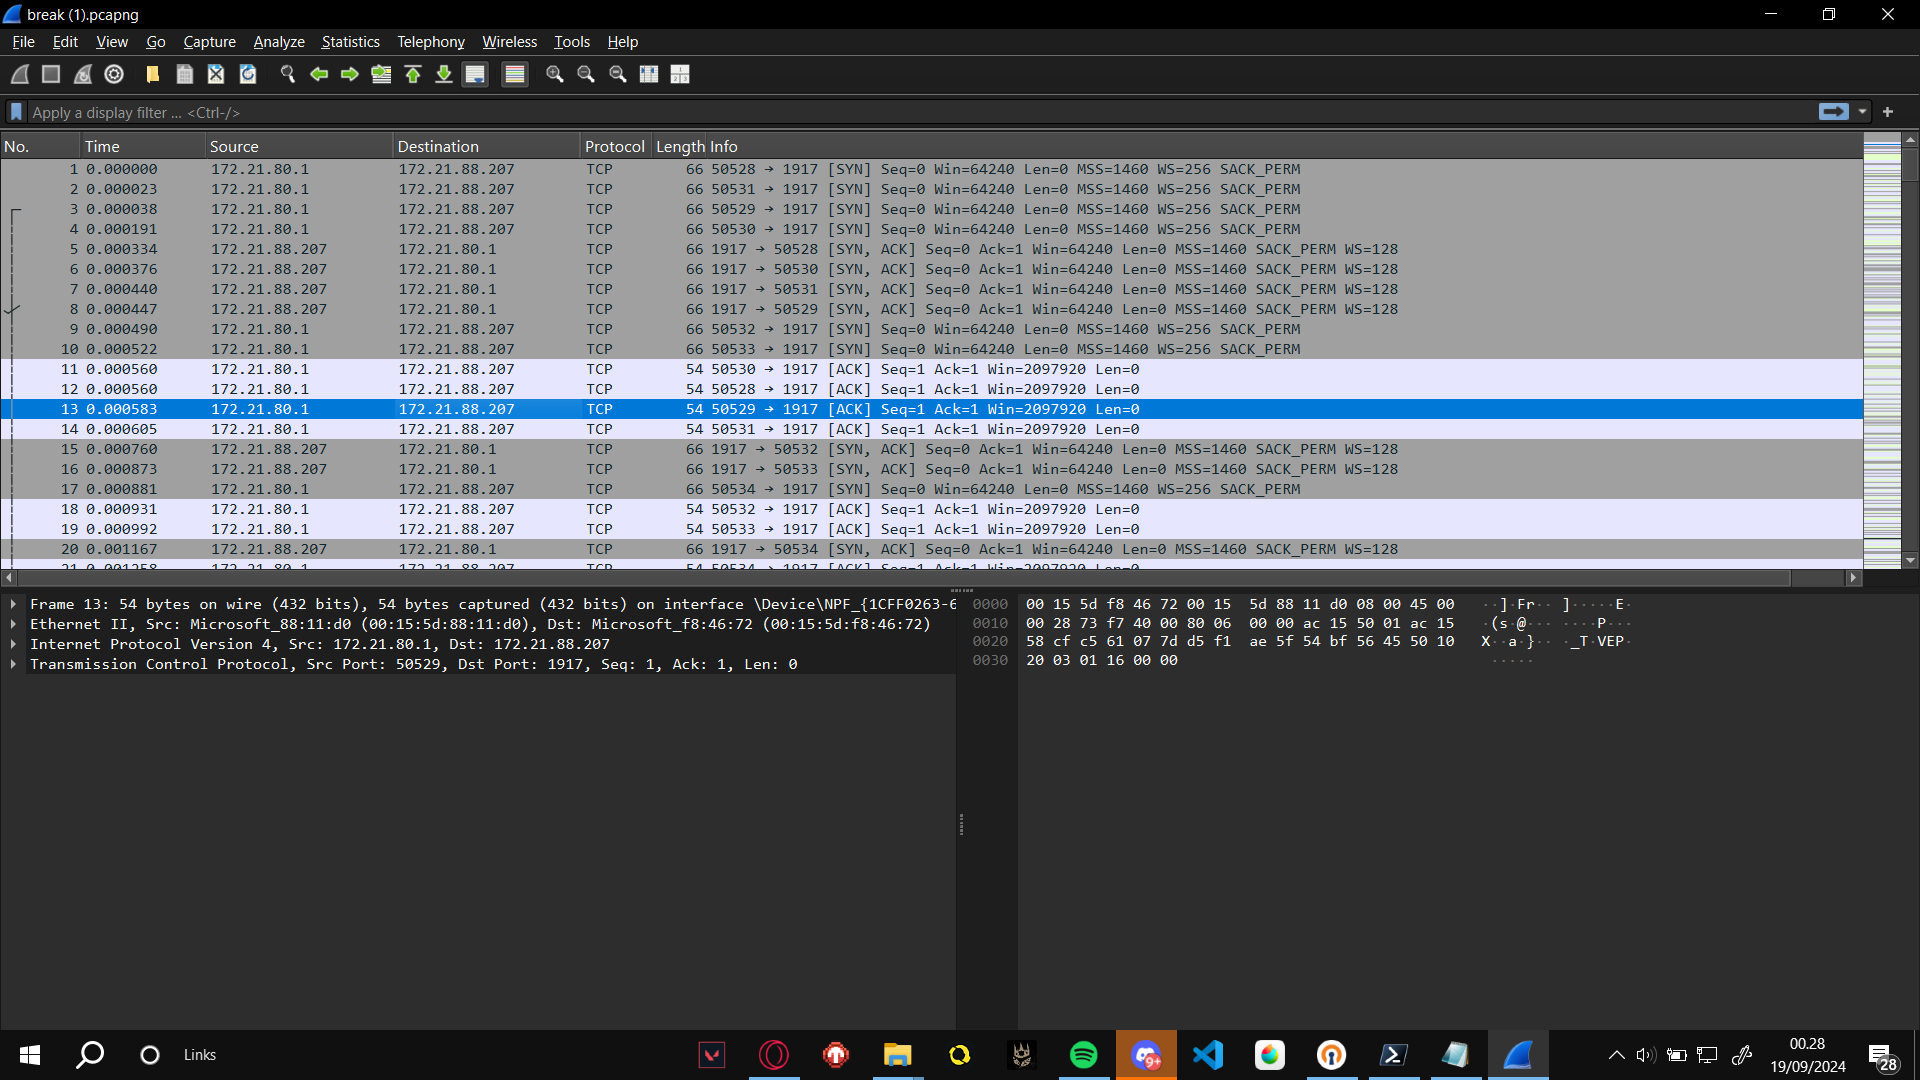 break (1).pcapng
File Edit View Go Capture Analyze Statistics Telephony Wireless Tools Help
Apply a display filter ... <Ctrl-/>
No. Time Source Destination Protocol Length Info
1 0.000000 172.21.80.1 172.21.88.207 TCP 66 50528 → 1917 [SYN] Seq=0 Win=64240 Len=0 MSS=1460 WS=256 SACK_PERM
2 0.000023 172.21.80.1 172.21.88.207 TCP 66 50531 → 1917 [SYN] Seq=0 Win=64240 Len=0 MSS=1460 WS=256 SACK_PERM
3 0.000038 172.21.80.1 172.21.88.207 TCP 66 50529 → 1917 [SYN] Seq=0 Win=64240 Len=0 MSS=1460 WS=256 SACK_PERM
4 0.000191 172.21.80.1 172.21.88.207 TCP 66 50530 → 1917 [SYN] Seq=0 Win=64240 Len=0 MSS=1460 WS=256 SACK_PERM
5 0.000334 172.21.88.207 172.21.80.1 TCP 66 1917 → 50528 [SYN, ACK] Seq=0 Ack=1 Win=64240 Len=0 MSS=1460 SACK_PERM WS=128
6 0.000376 172.21.88.207 172.21.80.1 TCP 66 1917 → 50530 [SYN, ACK] Seq=0 Ack=1 Win=64240 Len=0 MSS=1460 SACK_PERM WS=128
7 0.000440 172.21.88.207 172.21.80.1 TCP 66 1917 → 50531 [SYN, ACK] Seq=0 Ack=1 Win=64240 Len=0 MSS=1460 SACK_PERM WS=128
8 0.000447 172.21.88.207 172.21.80.1 TCP 66 1917 → 50529 [SYN, ACK] Seq=0 Ack=1 Win=64240 Len=0 MSS=1460 SACK_PERM WS=128
9 0.000490 172.21.80.1 172.21.88.207 TCP 66 50532 → 1917 [SYN] Seq=0 Win=64240 Len=0 MSS=1460 WS=256 SACK_PERM
10 0.000522 172.21.80.1 172.21.88.207 TCP 66 50533 → 1917 [SYN] Seq=0 Win=64240 Len=0 MSS=1460 WS=256 SACK_PERM
11 0.000560 172.21.80.1 172.21.88.207 TCP 54 50530 → 1917 [ACK] Seq=1 Ack=1 Win=2097920 Len=0
12 0.000560 172.21.80.1 172.21.88.207 TCP 54 50528 → 1917 [ACK] Seq=1 Ack=1 Win=2097920 Len=0
13 0.000583 172.21.80.1 172.21.88.207 TCP 54 50529 → 1917 [ACK] Seq=1 Ack=1 Win=2097920 Len=0
14 0.000605 172.21.80.1 172.21.88.207 TCP 54 50531 → 1917 [ACK] Seq=1 Ack=1 Win=2097920 Len=0
15 0.000760 172.21.88.207 172.21.80.1 TCP 66 1917 → 50532 [SYN, ACK] Seq=0 Ack=1 Win=64240 Len=0 MSS=1460 SACK_PERM WS=128
16 0.000873 172.21.88.207 172.21.80.1 TCP 66 1917 → 50533 [SYN, ACK] Seq=0 Ack=1 Win=64240 Len=0 MSS=1460 SACK_PERM WS=128
17 0.000881 172.21.80.1 172.21.88.207 TCP 66 50534 → 1917 [SYN] Seq=0 Win=64240 Len=0 MSS=1460 WS=256 SACK_PERM
18 0.000931 172.21.80.1 172.21.88.207 TCP 54 50532 → 1917 [ACK] Seq=1 Ack=1 Win=2097920 Len=0
19 0.000992 172.21.80.1 172.21.88.207 TCP 54 50533 → 1917 [ACK] Seq=1 Ack=1 Win=2097920 Len=0
20 0.001167 172.21.88.207 172.21.80.1 TCP 66 1917 → 50534 [SYN, ACK] Seq=0 Ack=1 Win=64240 Len=0 MSS=1460 SACK_PERM WS=128
21 0.001258 172.21.80.1 172.21.88.207 TCP 54 50534 → 1917 [ACK] Seq=1 Ack=1 Win=2097920 Len=0
Frame 13: 54 bytes on wire (432 bits), 54 bytes captured (432 bits) on interface \Device\NPF_{1CFF0263-6
Ethernet II, Src: Microsoft_88:11:d0 (00:15:5d:88:11:d0), Dst: Microsoft_f8:46:72 (00:15:5d:f8:46:72)
Internet Protocol Version 4, Src: 172.21.80.1, Dst: 172.21.88.207
Transmission Control Protocol, Src Port: 50529, Dst Port: 1917, Seq: 1, Ack: 1, Len: 0
0000 00 15 5d f8 46 72 00 15 5d 88 11 d0 08 00 45 00 ··]·Fr·· ]·····E·
0010 00 28 73 f7 40 00 80 06 00 00 ac 15 50 01 ac 15 ·(s·@··· ····P···
0020 58 cf c5 61 07 7d d5 f1 ae 5f 54 bf 56 45 50 10 X··a·}·· ·_T·VEP·
0030 20 03 01 16 00 00 ·····
Links
9+
00.28
19/09/2024
28